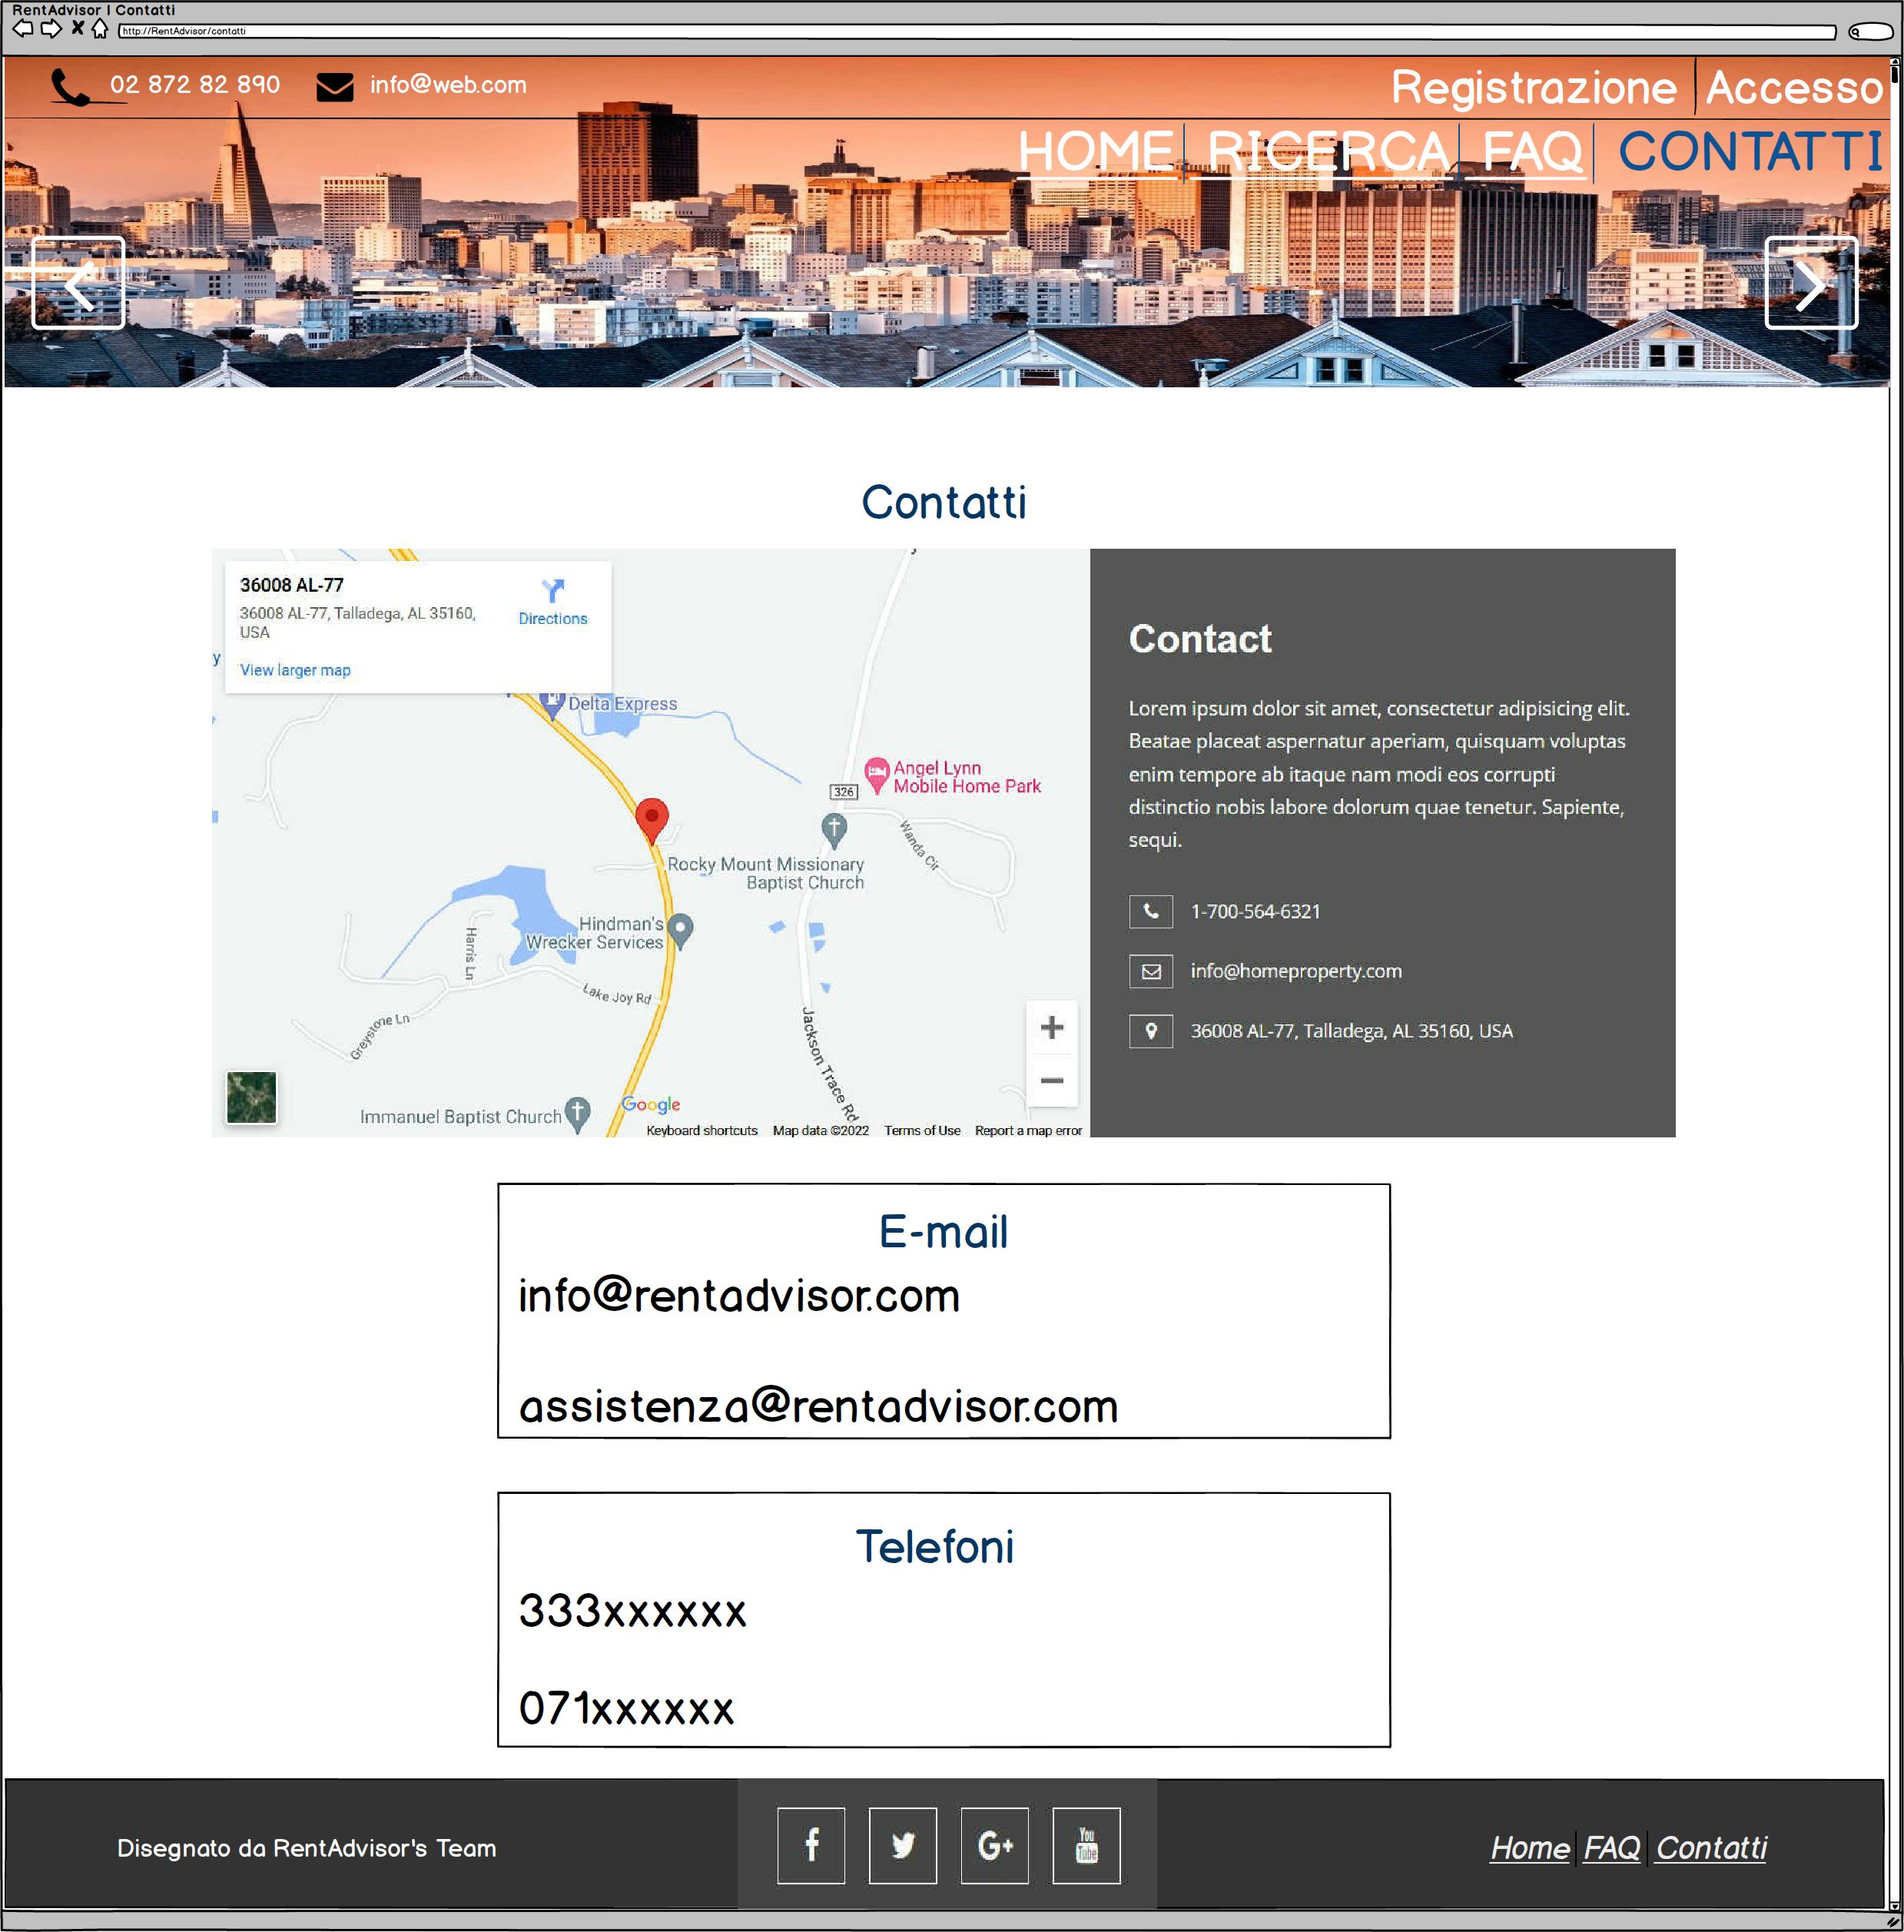 RentAdvisor | Contatti
http://RentAdvisor/contatti
02 872 82 890
info@web.com
Registrazione
Accesso
HOME
RICERCA
FAQ
CONTATTI
Contatti
36008 AL-77
36008 AL-77, Talladega, AL 35160,
USA
Directions
View larger map
y
Delta Express
Angel Lynn
Mobile Home Park
326
Wanda Cir
Rocky Mount Missionary
Baptist Church
Hindman's
Wrecker Services
Harris Ln
Lake Joy Rd
Greystone Ln
Jackson Trace Rd
Immanuel Baptist Church
Google
Keyboard shortcuts
Map data ©2022
Terms of Use
Report a map error
Contact
Lorem ipsum dolor sit amet, consectetur adipisicing elit.
Beatae placeat aspernatur aperiam, quisquam voluptas
enim tempore ab itaque nam modi eos corrupti
distinctio nobis labore dolorum quae tenetur. Sapiente,
sequi.
1-700-564-6321
info@homeproperty.com
36008 AL-77, Talladega, AL 35160, USA
E-mail
info@rentadvisor.com
assistenza@rentadvisor.com
Telefoni
333xxxxxx
071xxxxxx
Disegnato da RentAdvisor's Team
f
G+
You
Tube
Home
FAQ
Contatti